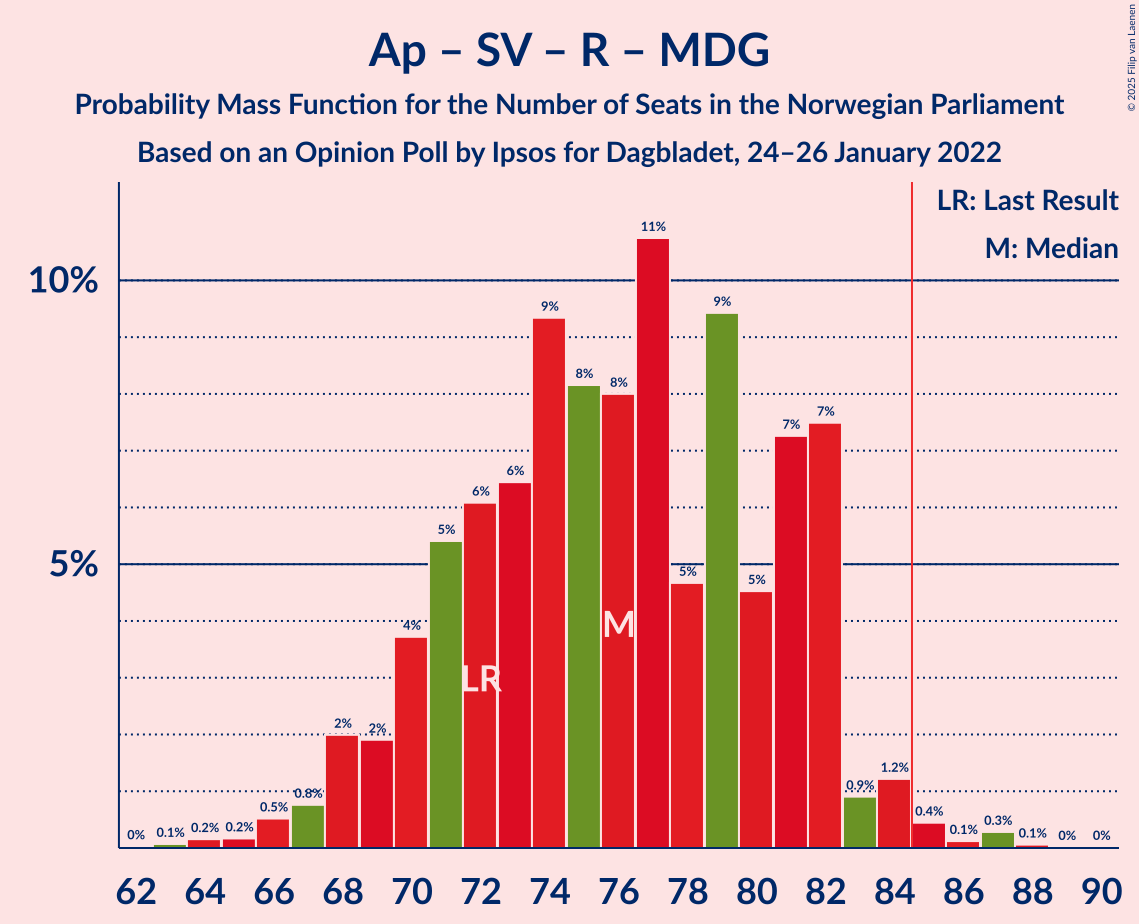 Ap – SV – R – MDG
Probability Mass Function for the Number of Seats in the Norwegian Parliament
Based on an Opinion Poll by Ipsos for Dagbladet, 24–26 January 2022
© 2025 Filip van Laenen
LR: Last Result
M: Median
10%
5%
0% 0.1% 0.2% 0.2% 0.5% 0.8% 2% 2% 4% 5% 6% 6% 9% 8% 8% 11% 5% 9% 5% 7% 7% 0.9% 1.2% 0.4% 0.1% 0.3% 0.1% 0% 0%
LR
M
62 64 66 68 70 72 74 76 78 80 82 84 86 88 90